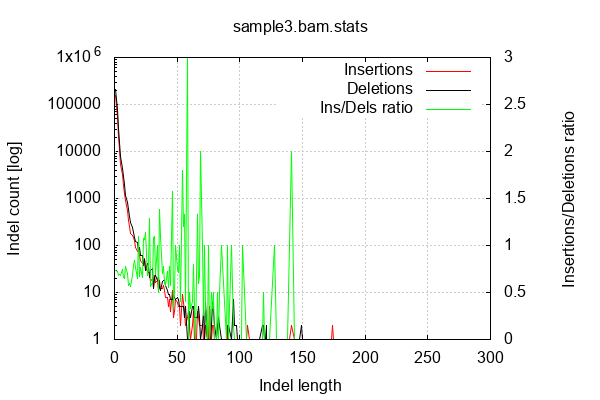 sample3.bam.stats
Insertions
Deletions
Ins/Dels ratio
Indel count [log]
1x10^6
100000
10000
1000
100
10
1
3
2.5
2
1.5
1
0.5
0
Insertions/Deletions ratio
0 50 100 150 200 250 300
Indel length